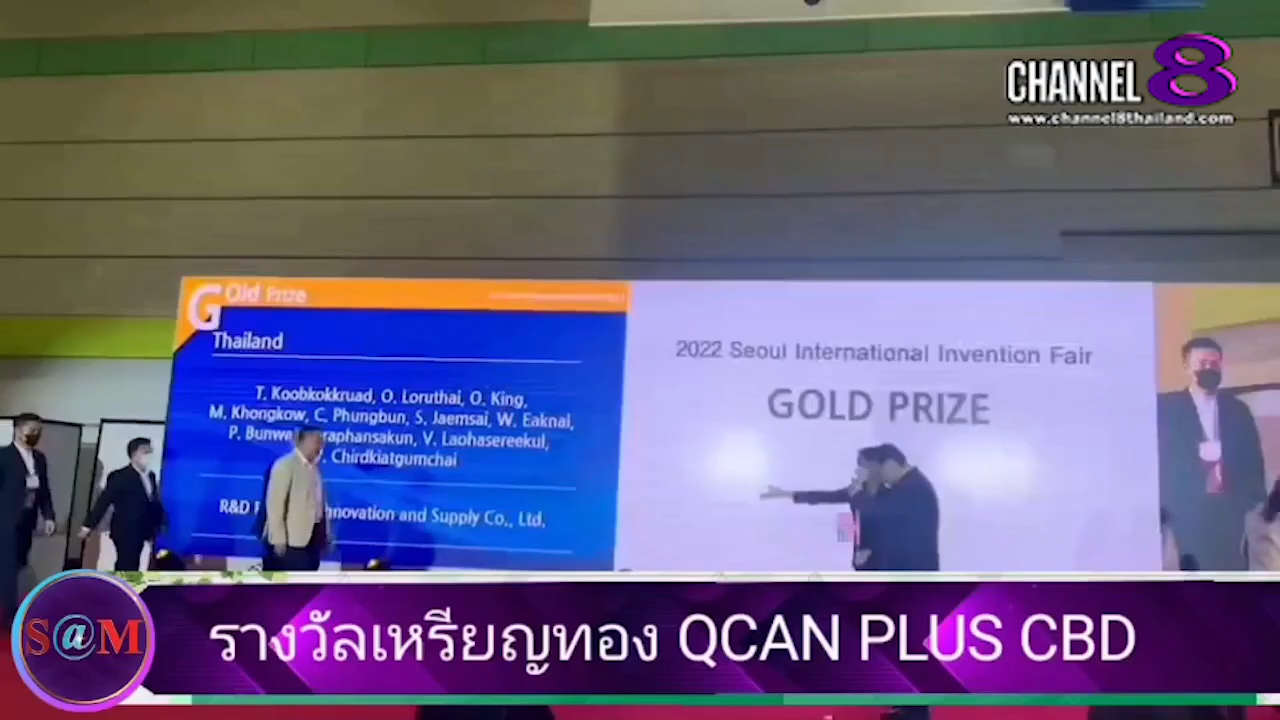 CHANNEL 8
www.channel8thailand.com
Gold Prize
Thailand
T. Koobkokkruad, O. Loruthai, O. King,
M. Khongkow, C. Phungbun, S. Jaemsai, W. Eaknai,
P. V. Laohasereekul,
Chirdkiatgumchai
R&D and Supply Co., Ltd.
2022 Seoul International Invention Fair
GOLD PRIZE
S@M
รางวัลเหรียญทอง QCAN PLUS CBD